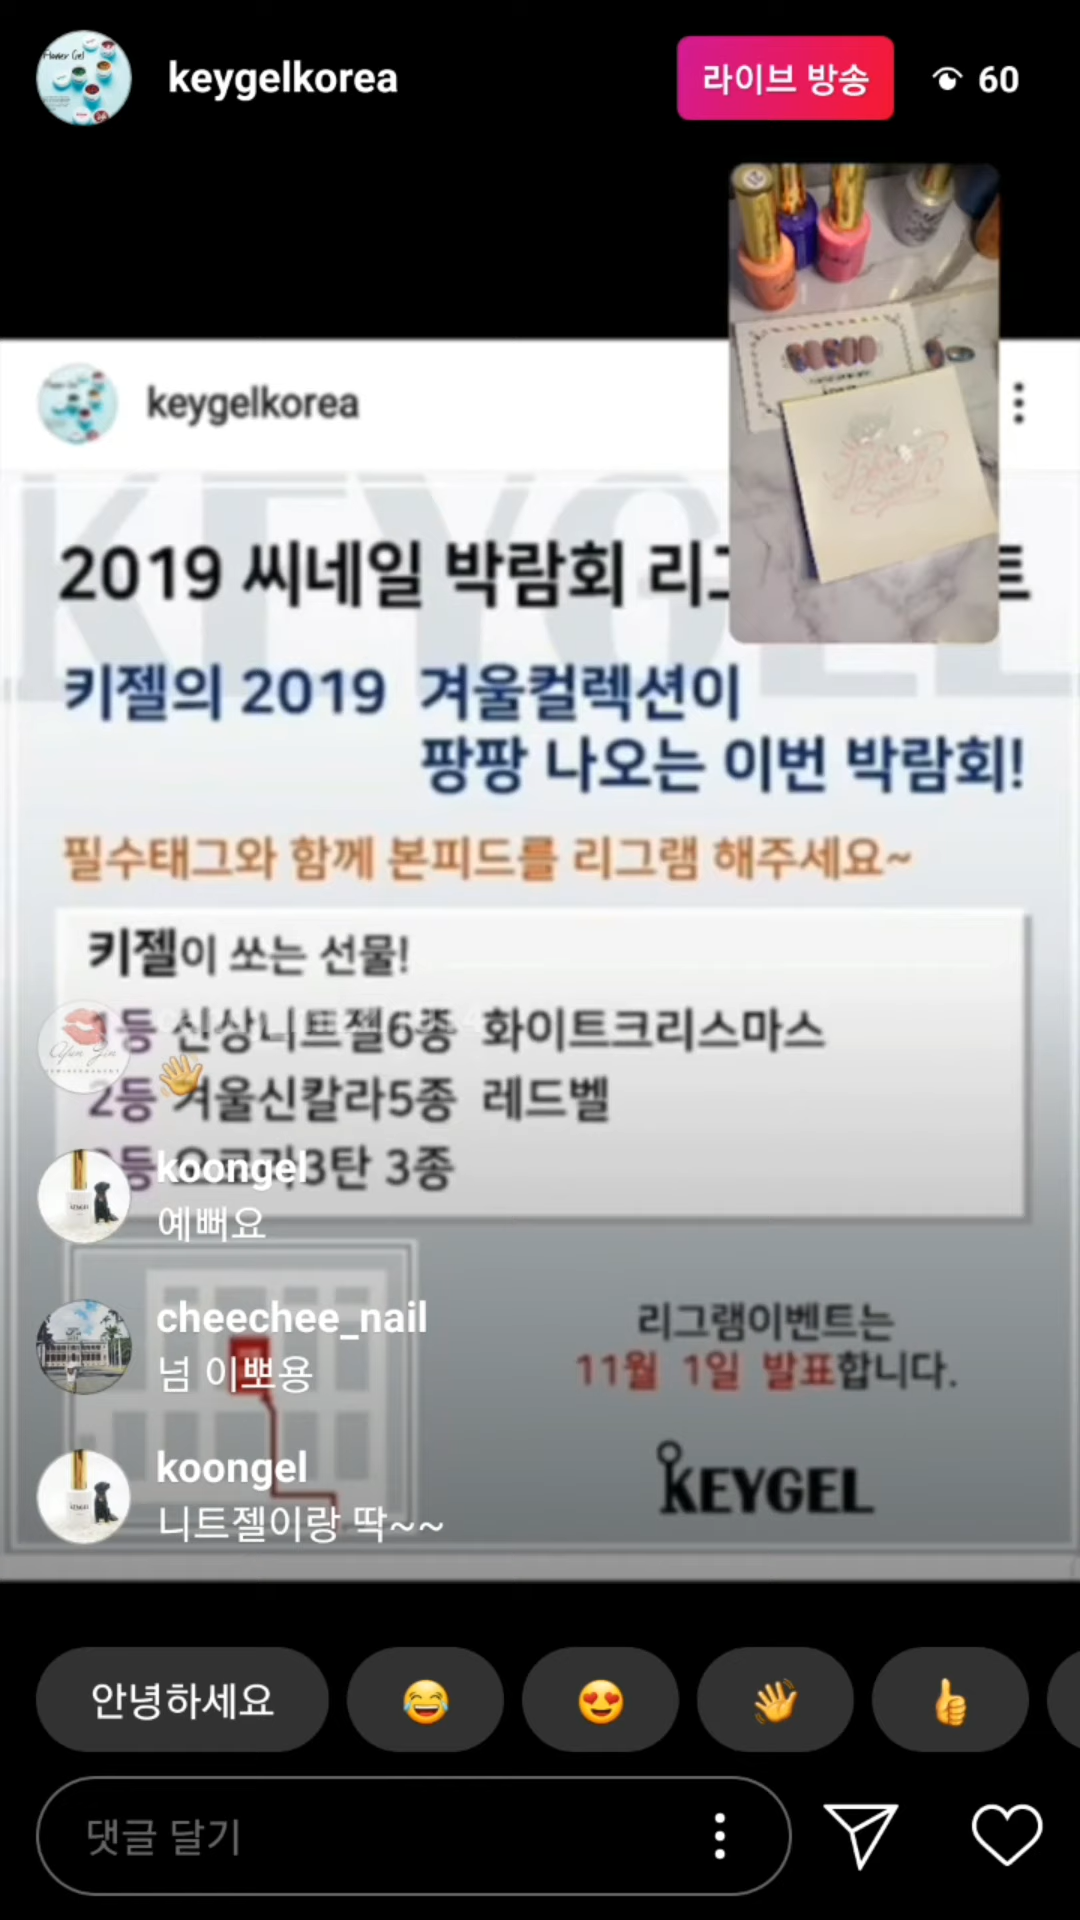 keygelkorea
라이브 방송
60
keygelkorea
KEYGEL
2019 씨네일 박람회
키젤의 2019 겨울컬렉션이
팡팡 나오는 이번 박람회!
필수태그와 함께 본피드를 리그램 해주세요~
키젤이 쏘는 선물!
1등 신상니트젤6종 화이트크리스마스
2등 겨울신칼라5종 레드벨
3탄 3종
koongel
예뻐요
cheechee_nail
넘 이쁘용
koongel
니트젤이랑 딱~~
리그램이벤트는
11월 1일 발표합니다.
KEYGEL
안녕하세요
댓글 달기